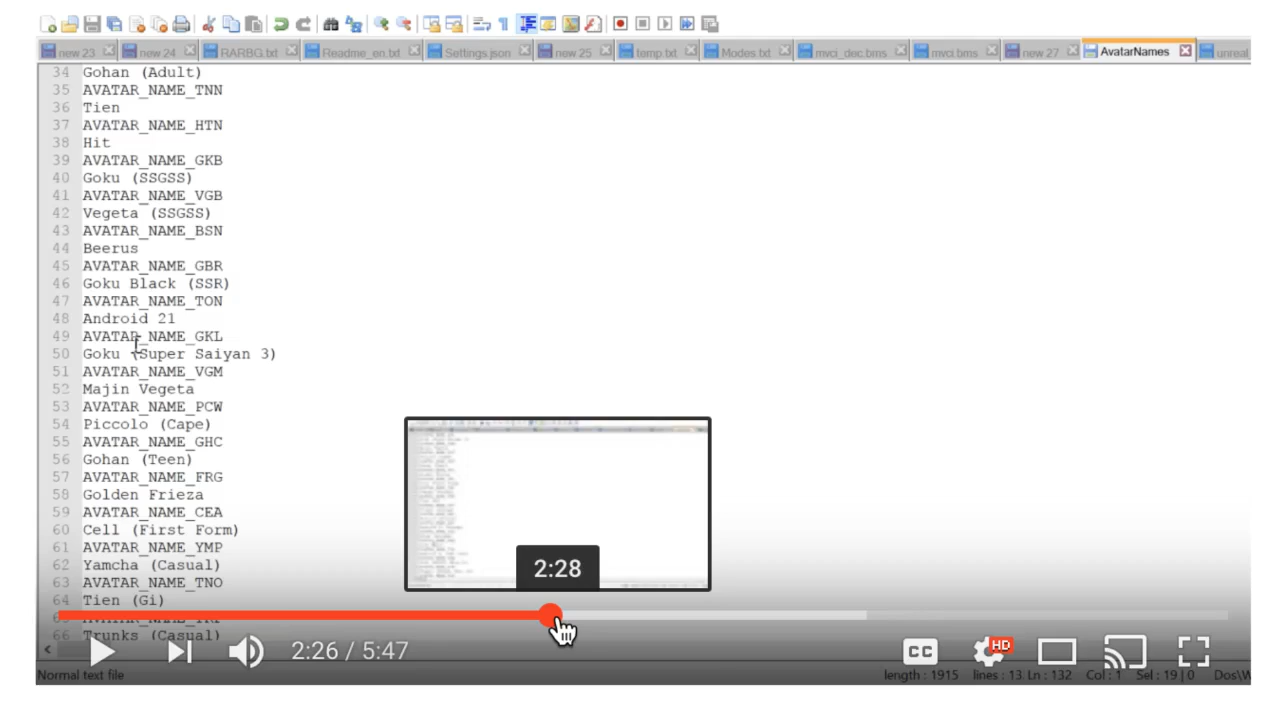 new 23 new 24 RARBG.txt Readme_en.txt Settings.json new 25 temp.txt Modes.txt mvci_dec.bms mvci.bms new 27 AvatarNames unreal
34 Gohan (Adult)
35 AVATAR_NAME_TNN
36 Tien
37 AVATAR_NAME_HTN
38 Hit
39 AVATAR_NAME_GKB
40 Goku (SSGSS)
41 AVATAR_NAME_VGB
42 Vegeta (SSGSS)
43 AVATAR_NAME_BSN
44 Beerus
45 AVATAR_NAME_GBR
46 Goku Black (SSR)
47 AVATAR_NAME_TON
48 Android 21
49 AVATAR_NAME_GKL
50 Goku (Super Saiyan 3)
51 AVATAR_NAME_VGM
52 Majin Vegeta
53 AVATAR_NAME_PCW
54 Piccolo (Cape)
55 AVATAR_NAME_GHC
56 Gohan (Teen)
57 AVATAR_NAME_FRG
58 Golden Frieza
59 AVATAR_NAME_CEA
60 Cell (First Form)
61 AVATAR_NAME_YMP
62 Yamcha (Casual)
63 AVATAR_NAME_TNO
64 Tien (Gi)
66 Trunks (Casual)
2:28
2:26 / 5:47
CC HD
Normal text file length : 1915 lines : 13 Ln : 132 Col : 1 Sel : 19 | 0 Dos\W